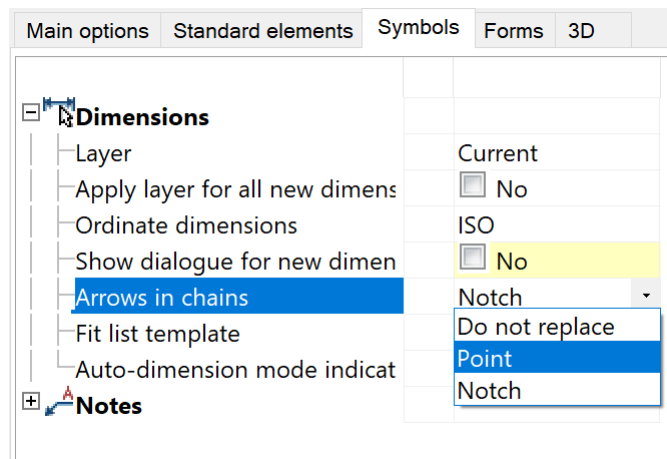 Main options Standard elements Symbols Forms 3D
Dimensions
Layer Current
Apply layer for all new dimens No
Ordinate dimensions ISO
Show dialogue for new dimen No
Arrows in chains Notch
Do not replace
Fit list template
Point
Auto-dimension mode indicat
Notch
A
Notes